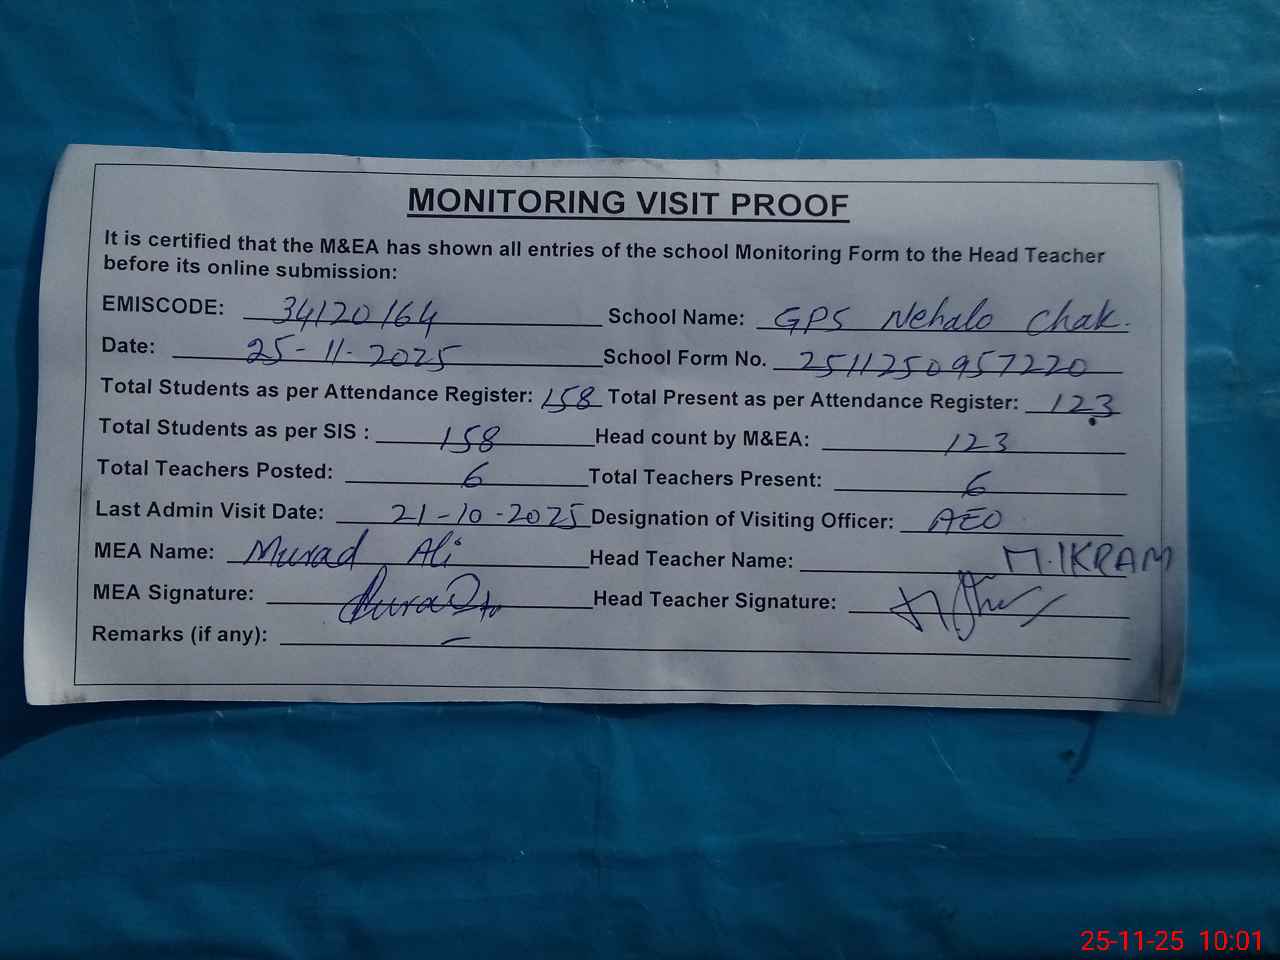 MONITORING VISIT PROOF
It is certified that the M&EA has shown all entries of the school Monitoring Form to the Head Teacher
before its online submission:
EMISCODE: 34120164 School Name: GPS Nehalo Chak.
Date: 25-11-2025 School Form No. 2511250957220
Total Students as per Attendance Register: 158 Total Present as per Attendance Register: 123
Total Students as per SIS : 158 Head count by M&EA: 123
Total Teachers Posted: 6 Total Teachers Present: 6
Last Admin Visit Date: 21-10-2025 Designation of Visiting Officer: AEO
MEA Name: Murad Ali Head Teacher Name: M.IKRAM
MEA Signature: Head Teacher Signature:
Remarks (if any): –
25-11-25 10:01